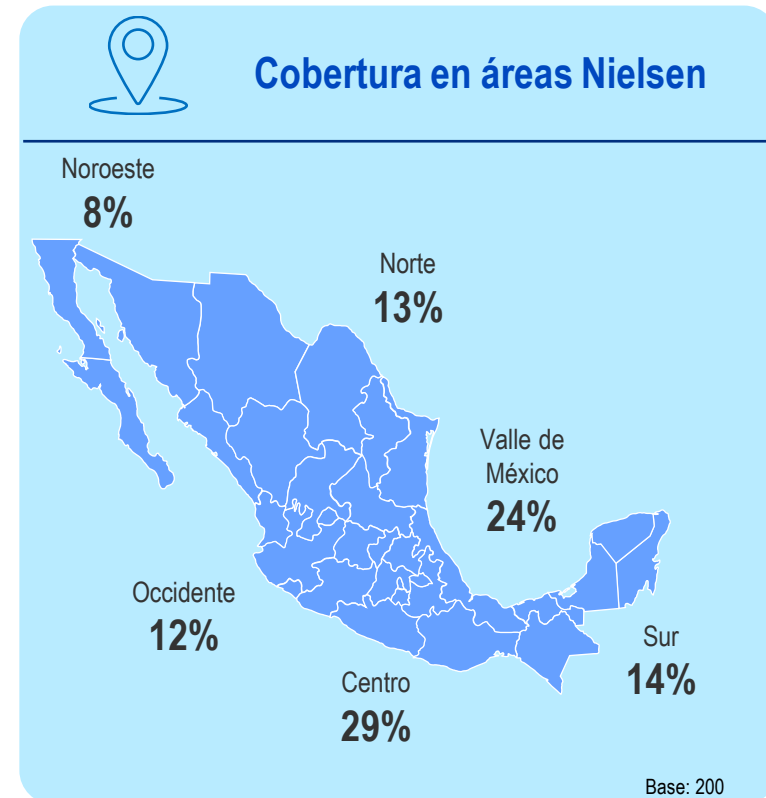 Cobertura en áreas Nielsen
Noroeste
8%
Norte
13%
Valle de
México
24%
Occidente
12%
Sur
14%
Centro
29%
Base: 200